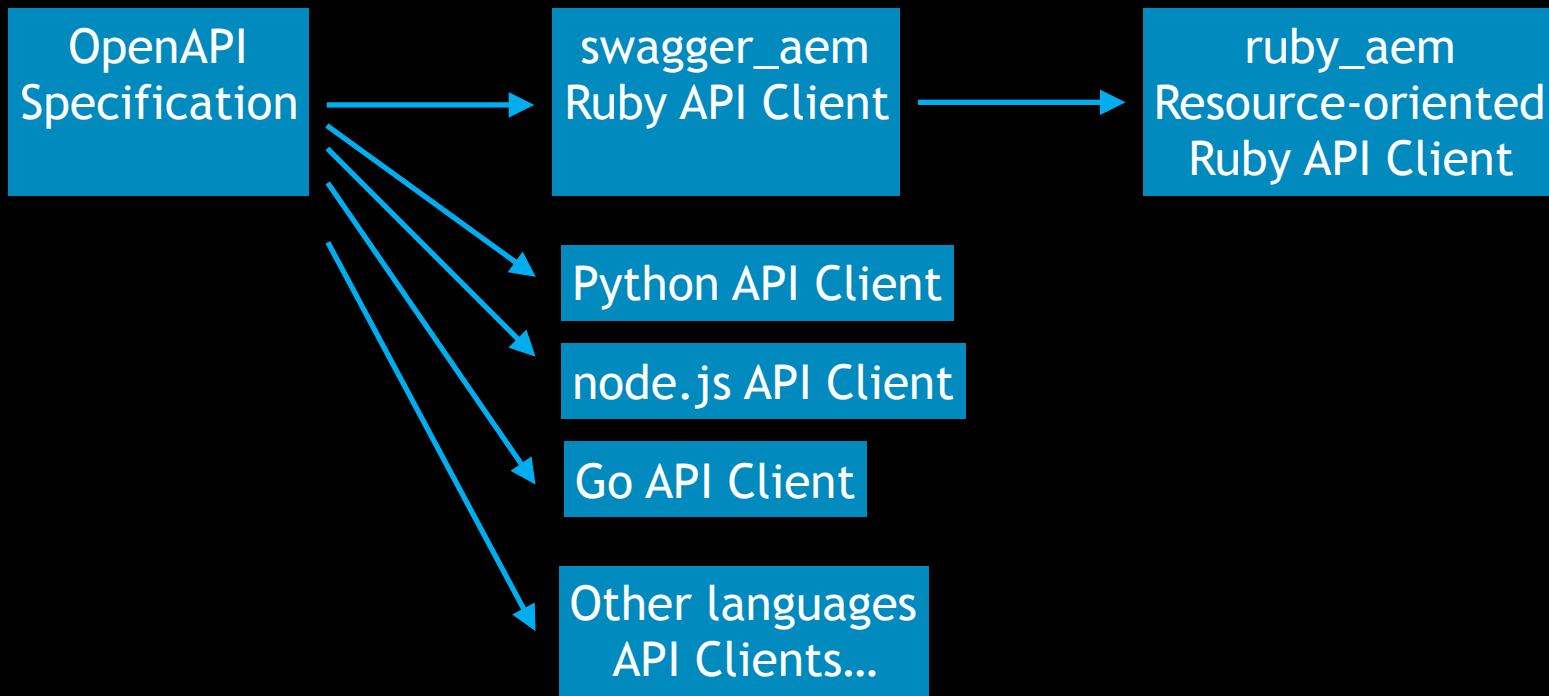 OpenAPI
Specification
swagger_aem
Ruby API Client
ruby_aem
Resource-oriented
Ruby API Client
Python API Client
node.js API Client
Go API Client
Other languages
API Clients…